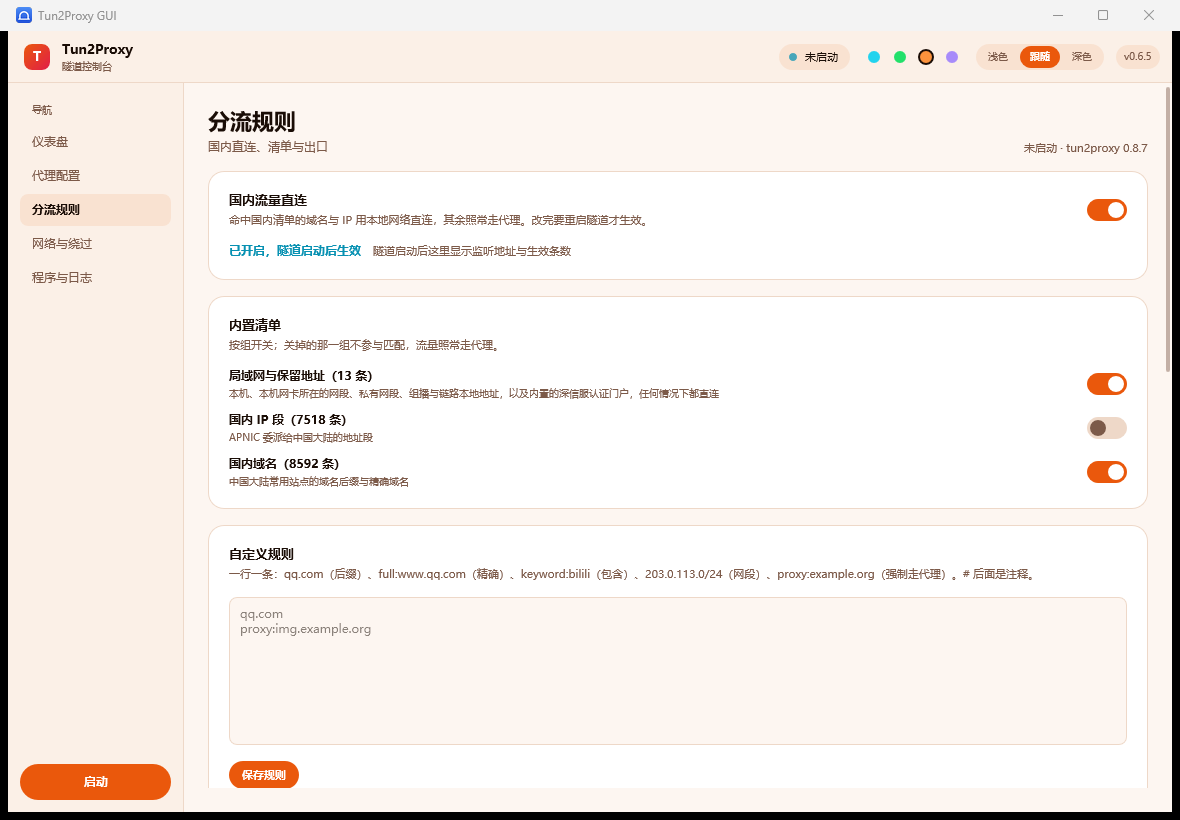 Tun2Proxy GUI
T
Tun2Proxy
隧道控制台
未启动
浅色
跟随
深色
v0.6.5
导航
仪表盘
代理配置
分流规则
网络与绕过
程序与日志
启动
分流规则
国内直连、清单与出口
未启动 · tun2proxy 0.8.7
国内流量直连
命中国内清单的域名与 IP 用本地网络直连，其余照常走代理。改完要重启隧道才生效。
已开启，隧道启动后生效 隧道启动后这里显示监听地址与生效条数
内置清单
按组开关；关掉的那一组不参与匹配，流量照常走代理。
局域网与保留地址（13 条）
本机、本机网卡所在的网段、私有网段、组播与链路本地地址，以及内置的深信服认证门户，任何情况下都直连
国内 IP 段（7518 条）
APNIC 委派给中国大陆的地址段
国内域名（8592 条）
中国大陆常用站点的域名后缀与精确域名
自定义规则
一行一条：qq.com（后缀）、full:www.qq.com（精确）、keyword:bilili（包含）、203.0.113.0/24（网段）、proxy:example.org（强制走代理）。# 后面是注释。
qq.com
proxy:img.example.org
保存规则